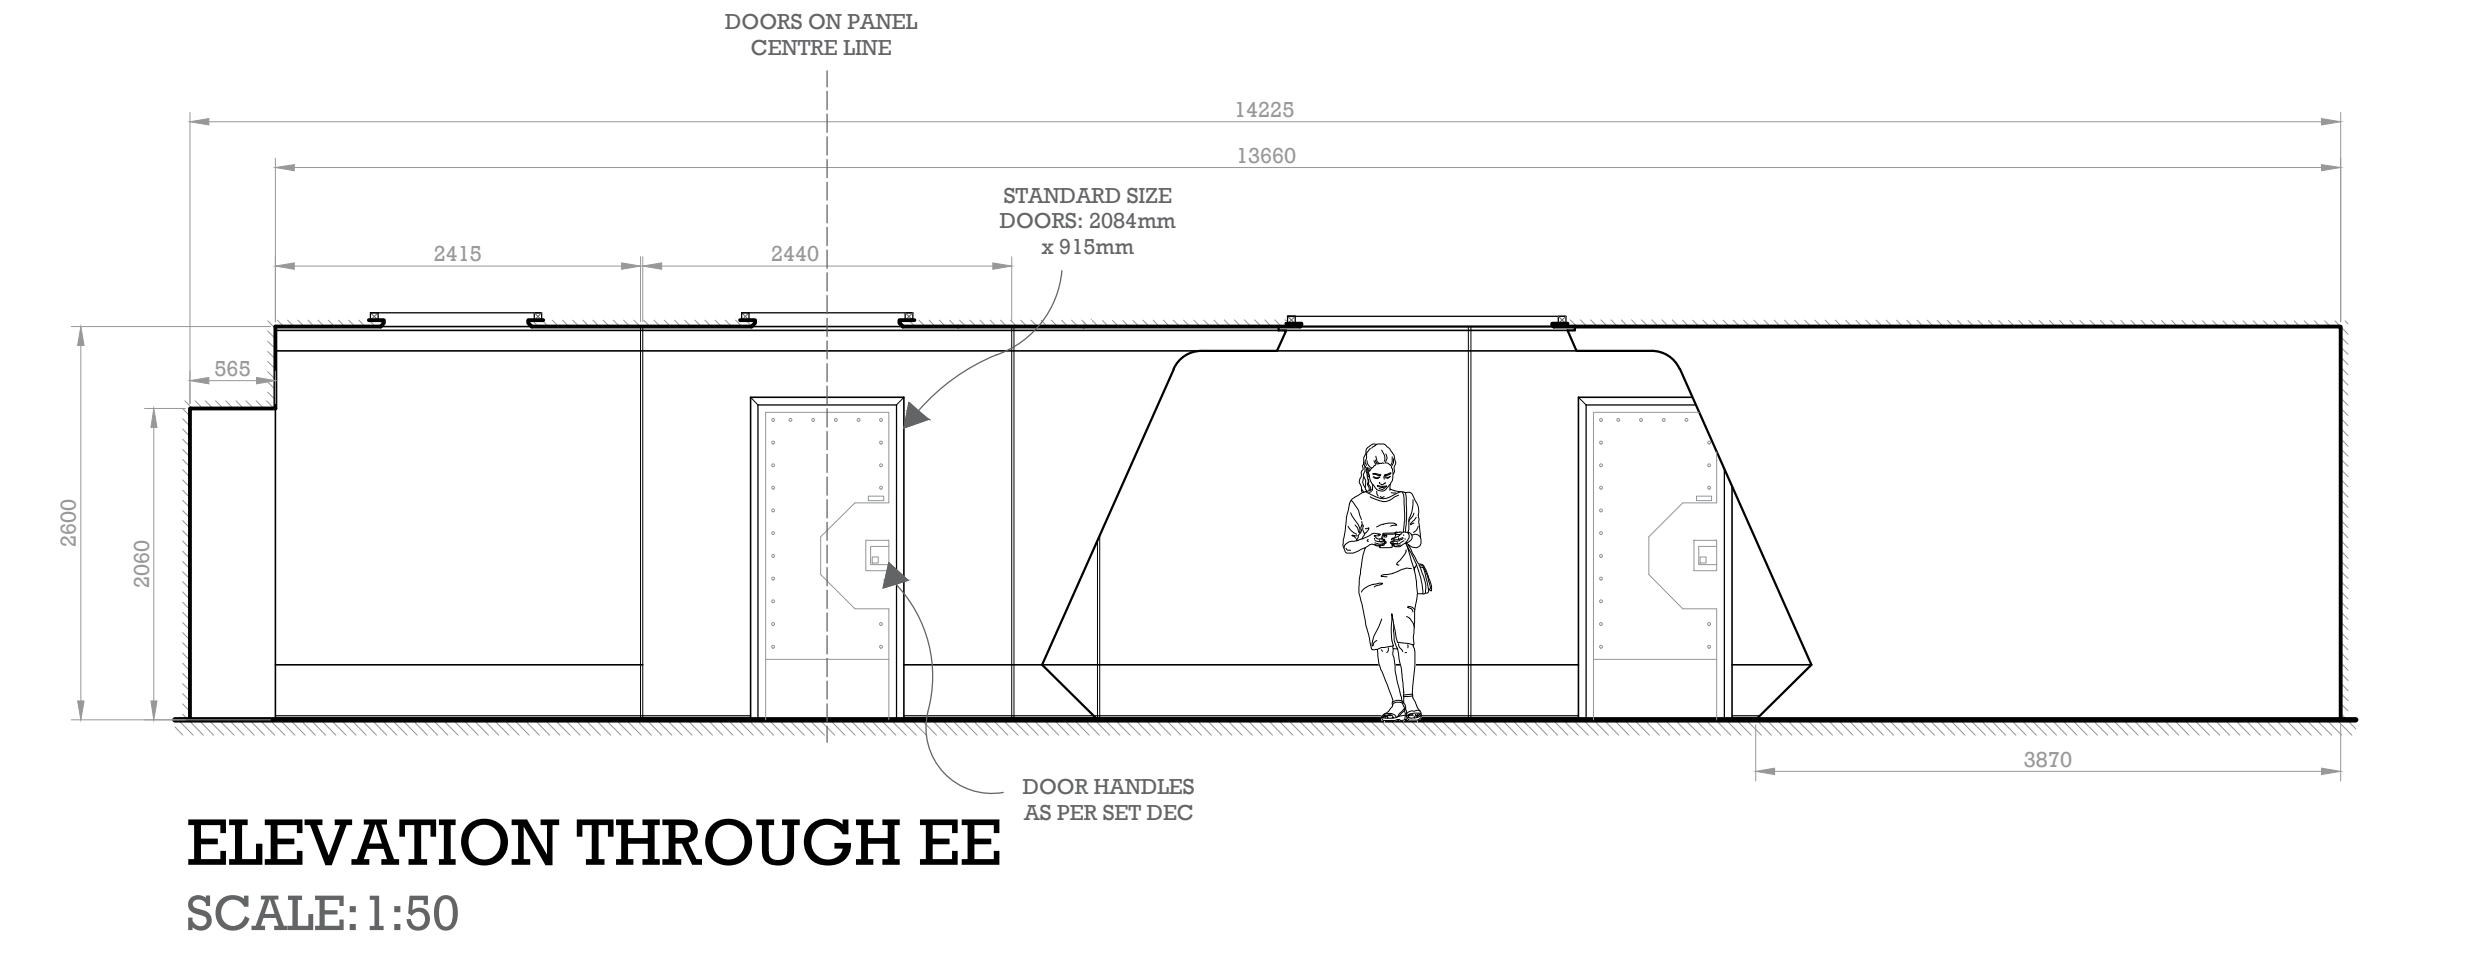 DOORS ON PANEL
CENTRE LINE
14225
13660
STANDARD SIZE
DOORS: 2084mm
x 915mm
2415
2440
565
2600
2060
3870
DOOR HANDLES
AS PER SET DEC
ELEVATION THROUGH EE
SCALE:1:50